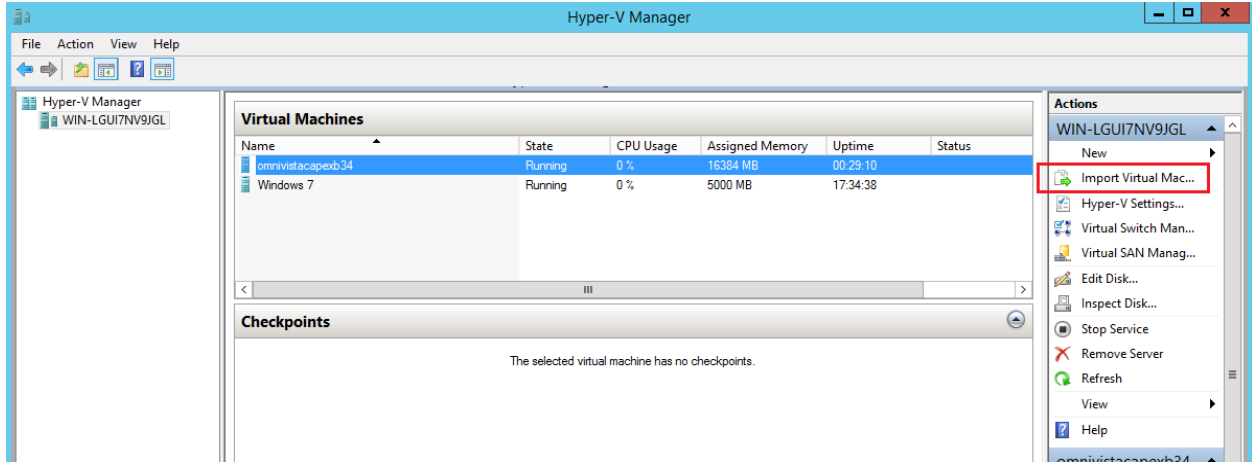 Hyper-V Manager
File Action View Help
Hyper-V Manager
WIN-LGUI7NV9JGL
Virtual Machines
Name State CPU Usage Assigned Memory Uptime Status
omnivistacapexb34 Running 0 % 16384 MB 00:29:10
Windows 7 Running 0 % 5000 MB 17:34:38
Checkpoints
The selected virtual machine has no checkpoints.
Actions
WIN-LGUI7NV9JGL
New
Import Virtual Mac...
Hyper-V Settings...
Virtual Switch Man...
Virtual SAN Manag...
Edit Disk...
Inspect Disk...
Stop Service
Remove Server
Refresh
View
Help
omnivistacapexb34